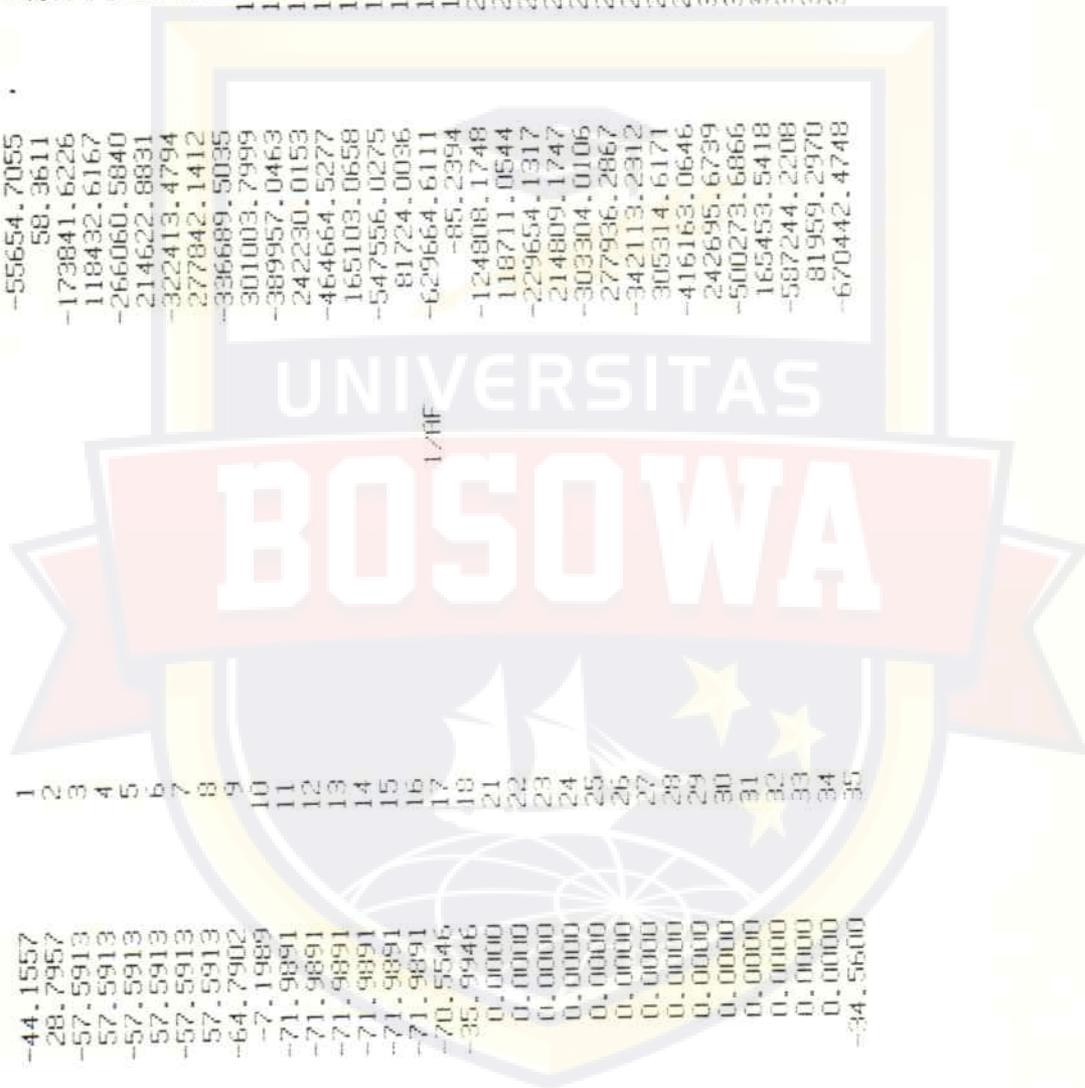 -44.1557 1 -55654.7055
28.7957 2 58.3611
-57.5913 3 -173841.6226
57.5913 4 118432.6167
-57.5913 5 -266060.5840
57.5913 6 214622.8831
-57.5913 7 -322413.4794
57.5913 8 277842.1412
-64.7902 9 -336689.5035
-7.1989 10 301003.7999
-71.9891 11 -389957.0463
-71.9891 12 242230.0153
-71.9891 13 -464664.5277
-71.9891 14 165103.0658
-71.9891 15 -547556.0275
-71.9891 16 81724.0036
-70.5546 17 1/AF -629664.6111
-35.9946 18 -85.2394
0.0000 21 -124808.1748
0.0000 22 118711.0544
0.0000 23 -229654.1317
0.0000 24 214809.1747
0.0000 25 -303304.0106
0.0000 26 277936.2867
0.0000 27 -342113.2312
0.0000 28 305314.6171
0.0000 29 -416163.0646
0.0000 30 242695.6739
0.0000 31 -500273.6866
0.0000 32 165453.5418
0.0000 33 -587244.2208
0.0000 34 81959.2970
-34.5600 35 -670442.4748
UNIVERSITAS
BOSOWA